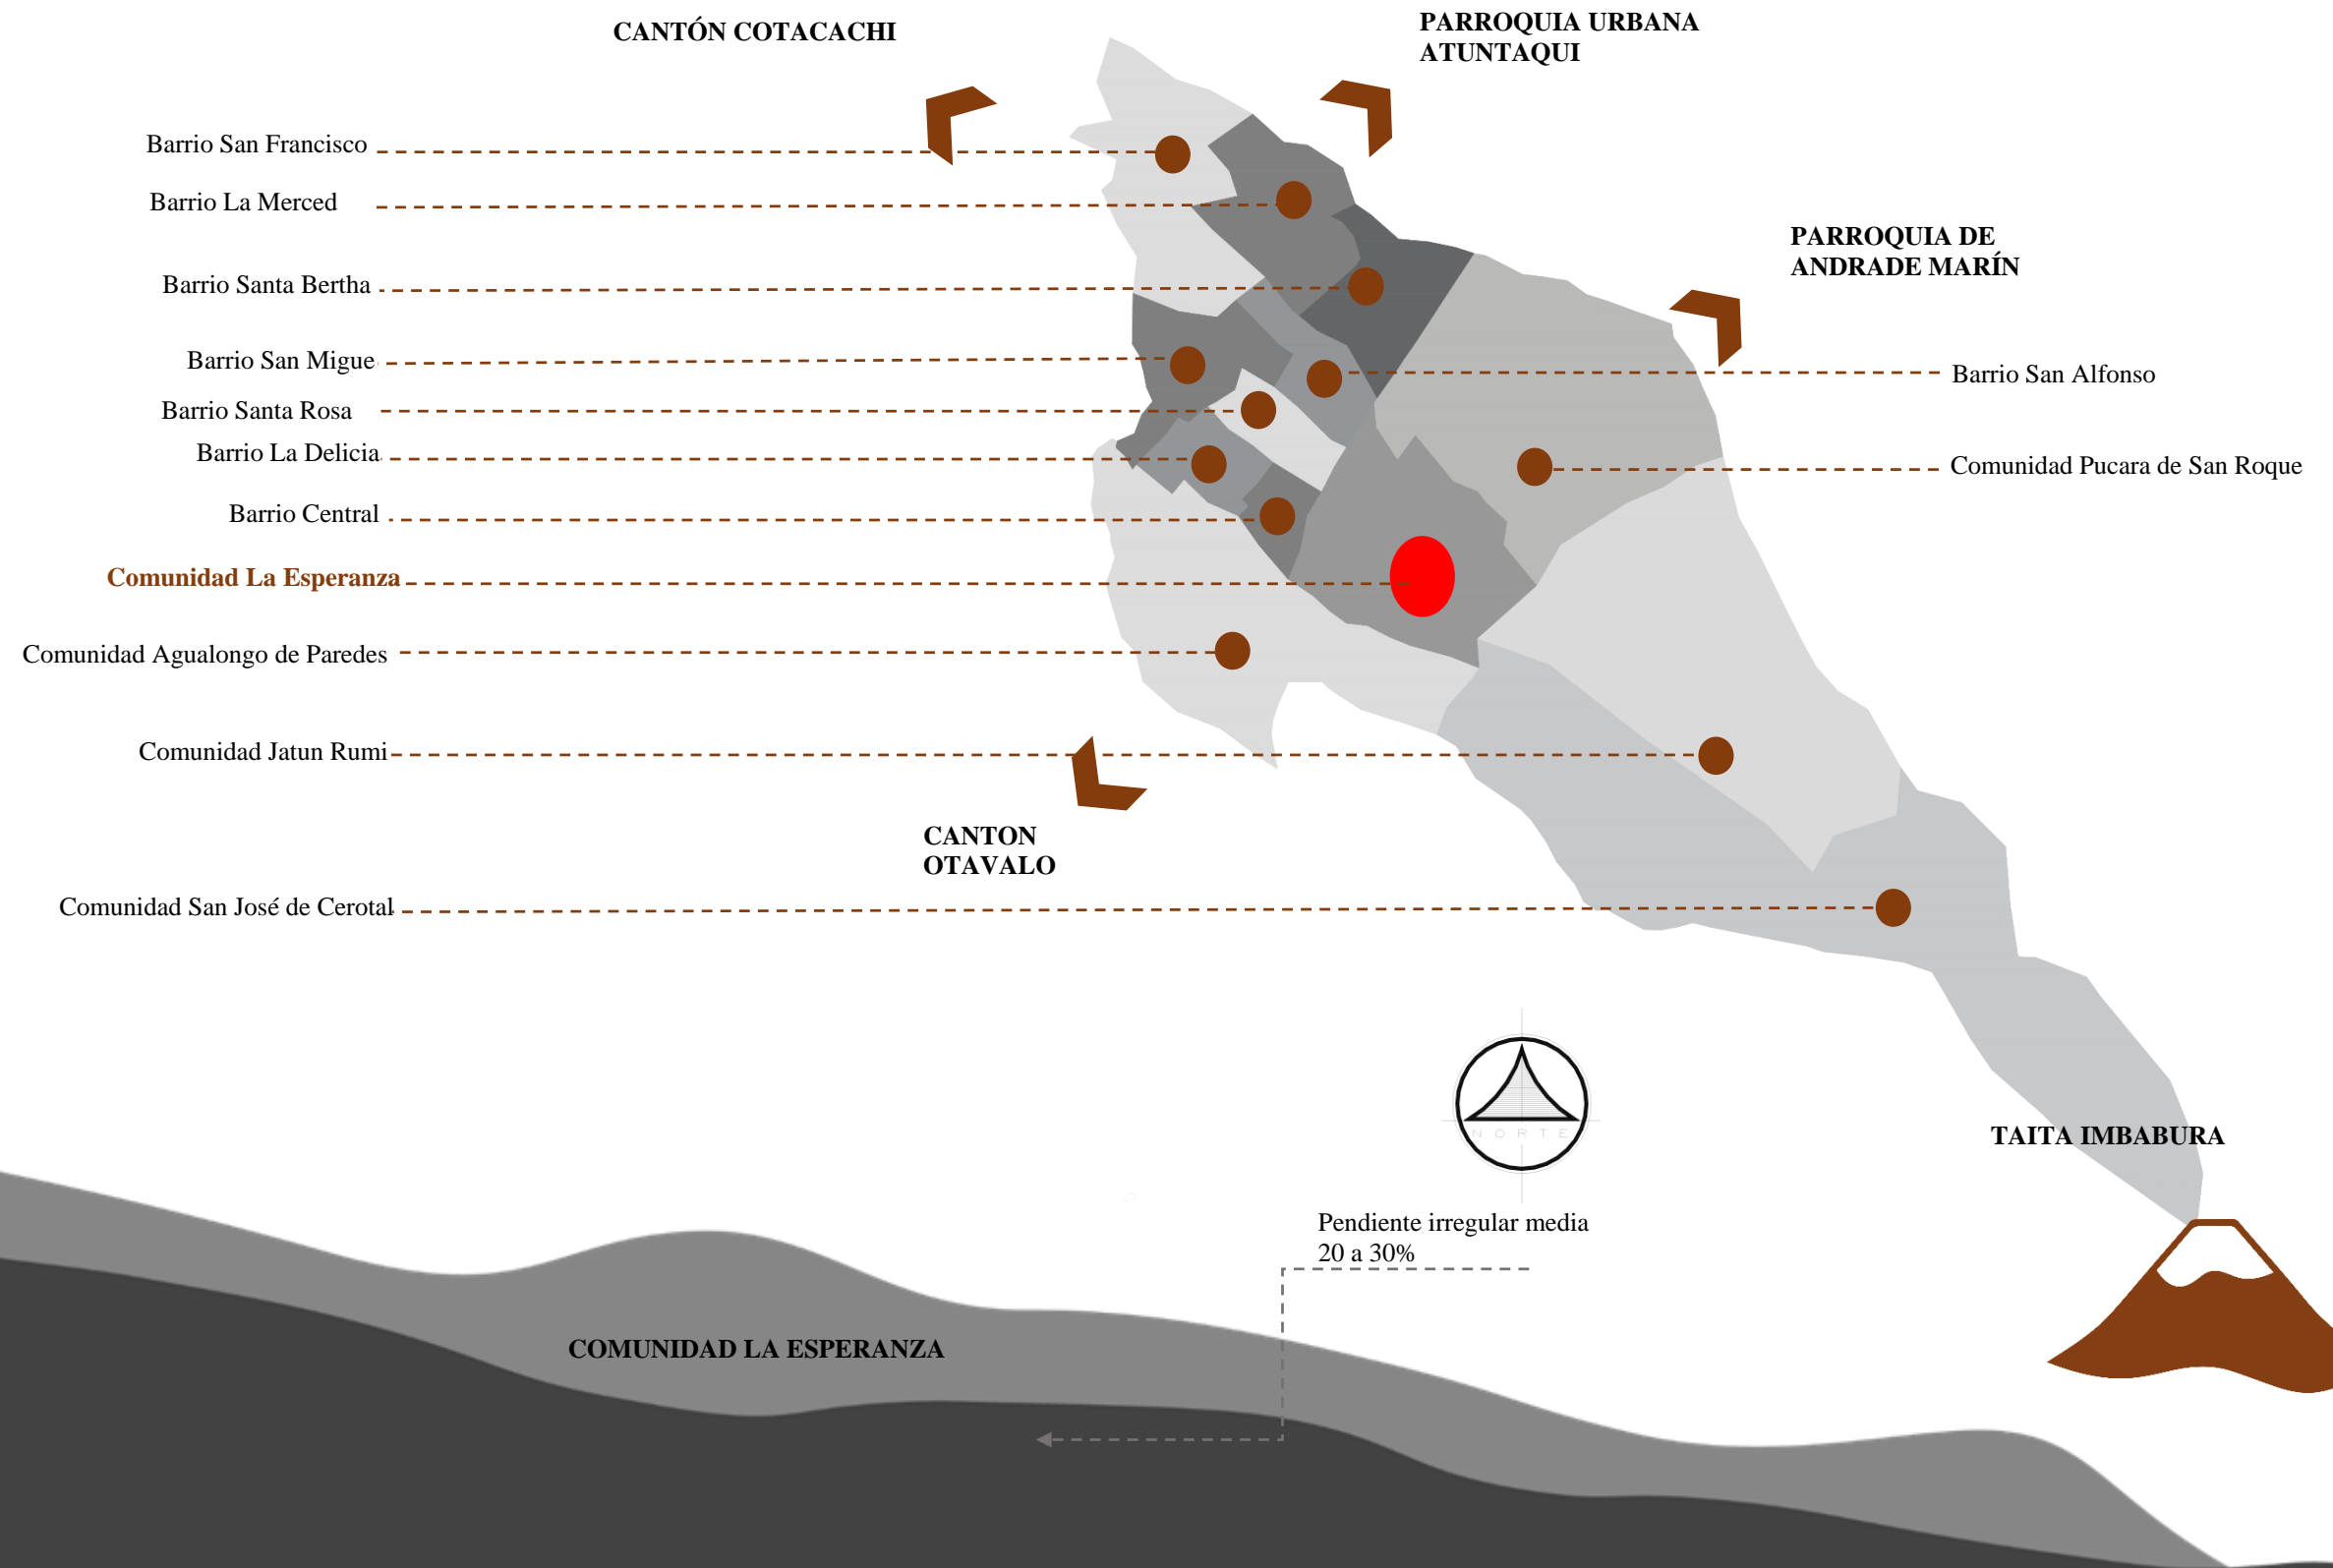 CANTÓN COTACACHI
PARROQUIA URBANA
ATUNTAQUI
Barrio San Francisco
Barrio La Merced
PARROQUIA DE
ANDRADE MARÍN
Barrio Santa Bertha
Barrio San Migue
Barrio San Alfonso
Barrio Santa Rosa
Barrio La Delicia
Comunidad Pucara de San Roque
Barrio Central
Comunidad La Esperanza
Comunidad Agualongo de Paredes
Comunidad Jatun Rumi
CANTON
OTAVALO
Comunidad San José de Cerotal
NORTE
TAITA IMBABURA
Pendiente irregular media
20 a 30%
COMUNIDAD LA ESPERANZA